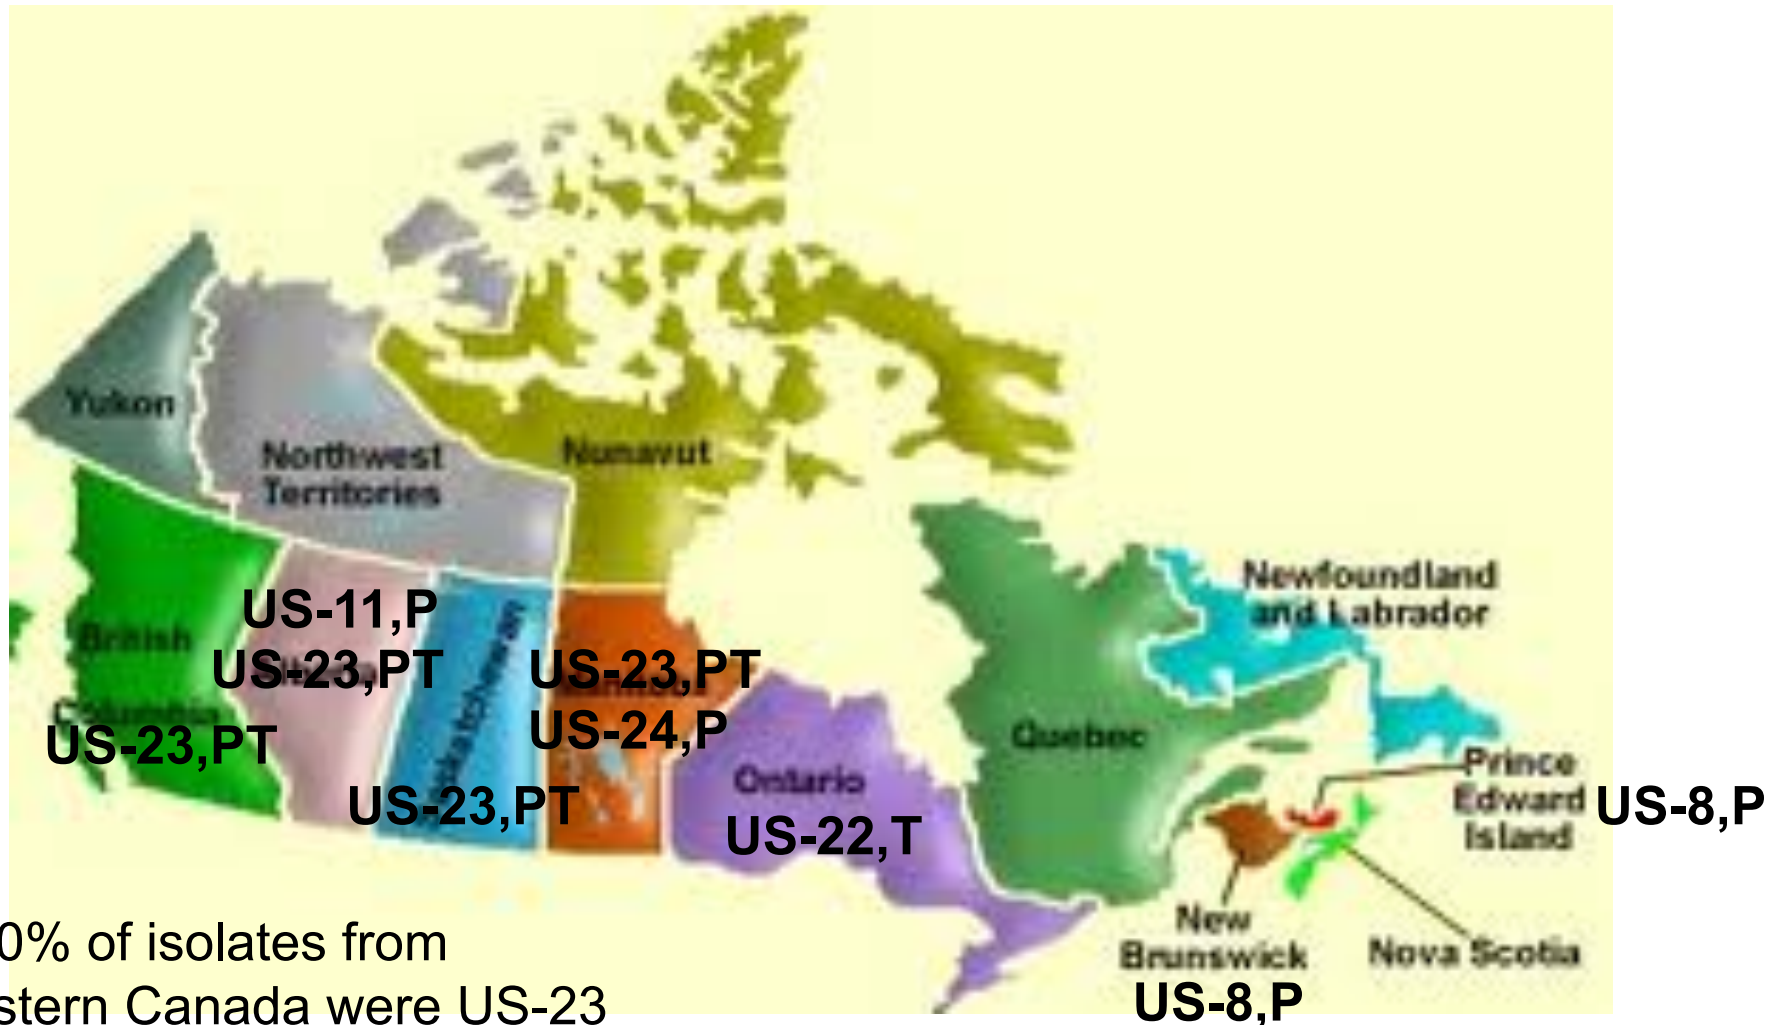 Yukon
Northwest
Territories
Nunavut
Newfoundland
and Labrador
US-11,P
British
US-23,PT
US-23,PT
Columbia
US-24,P
US-23,PT
Quebec
Ontario
Prince
Edward
Island
US-8,P
US-23,PT
US-22,T
New
Brunswick
Nova Scotia
US-8,P
0% of isolates from
stern Canada were US-23